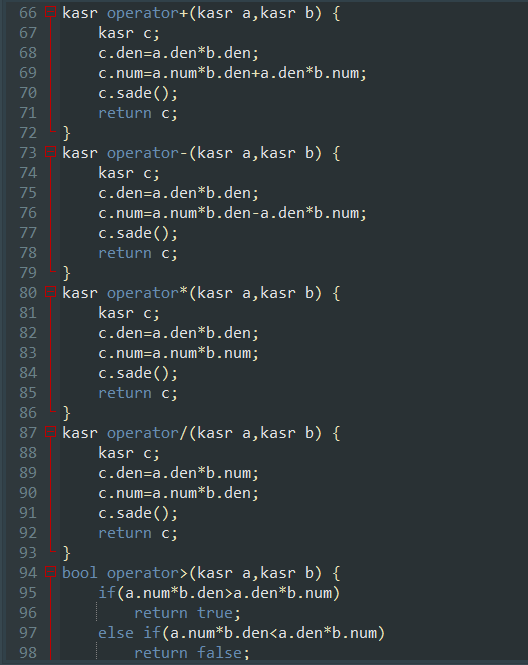 66 kasr operator+(kasr a,kasr b) {
67     kasr c;
68     c.den=a.den*b.den;
69     c.num=a.num*b.den+a.den*b.num;
70     c.sade();
71     return c;
72 }
73 kasr operator-(kasr a,kasr b) {
74     kasr c;
75     c.den=a.den*b.den;
76     c.num=a.num*b.den-a.den*b.num;
77     c.sade();
78     return c;
79 }
80 kasr operator*(kasr a,kasr b) {
81     kasr c;
82     c.den=a.den*b.den;
83     c.num=a.num*b.num;
84     c.sade();
85     return c;
86 }
87 kasr operator/(kasr a,kasr b) {
88     kasr c;
89     c.den=a.den*b.num;
90     c.num=a.num*b.den;
91     c.sade();
92     return c;
93 }
94 bool operator>(kasr a,kasr b) {
95     if(a.num*b.den>a.den*b.num)
96         return true;
97     else if(a.num*b.den<a.den*b.num)
98         return false;